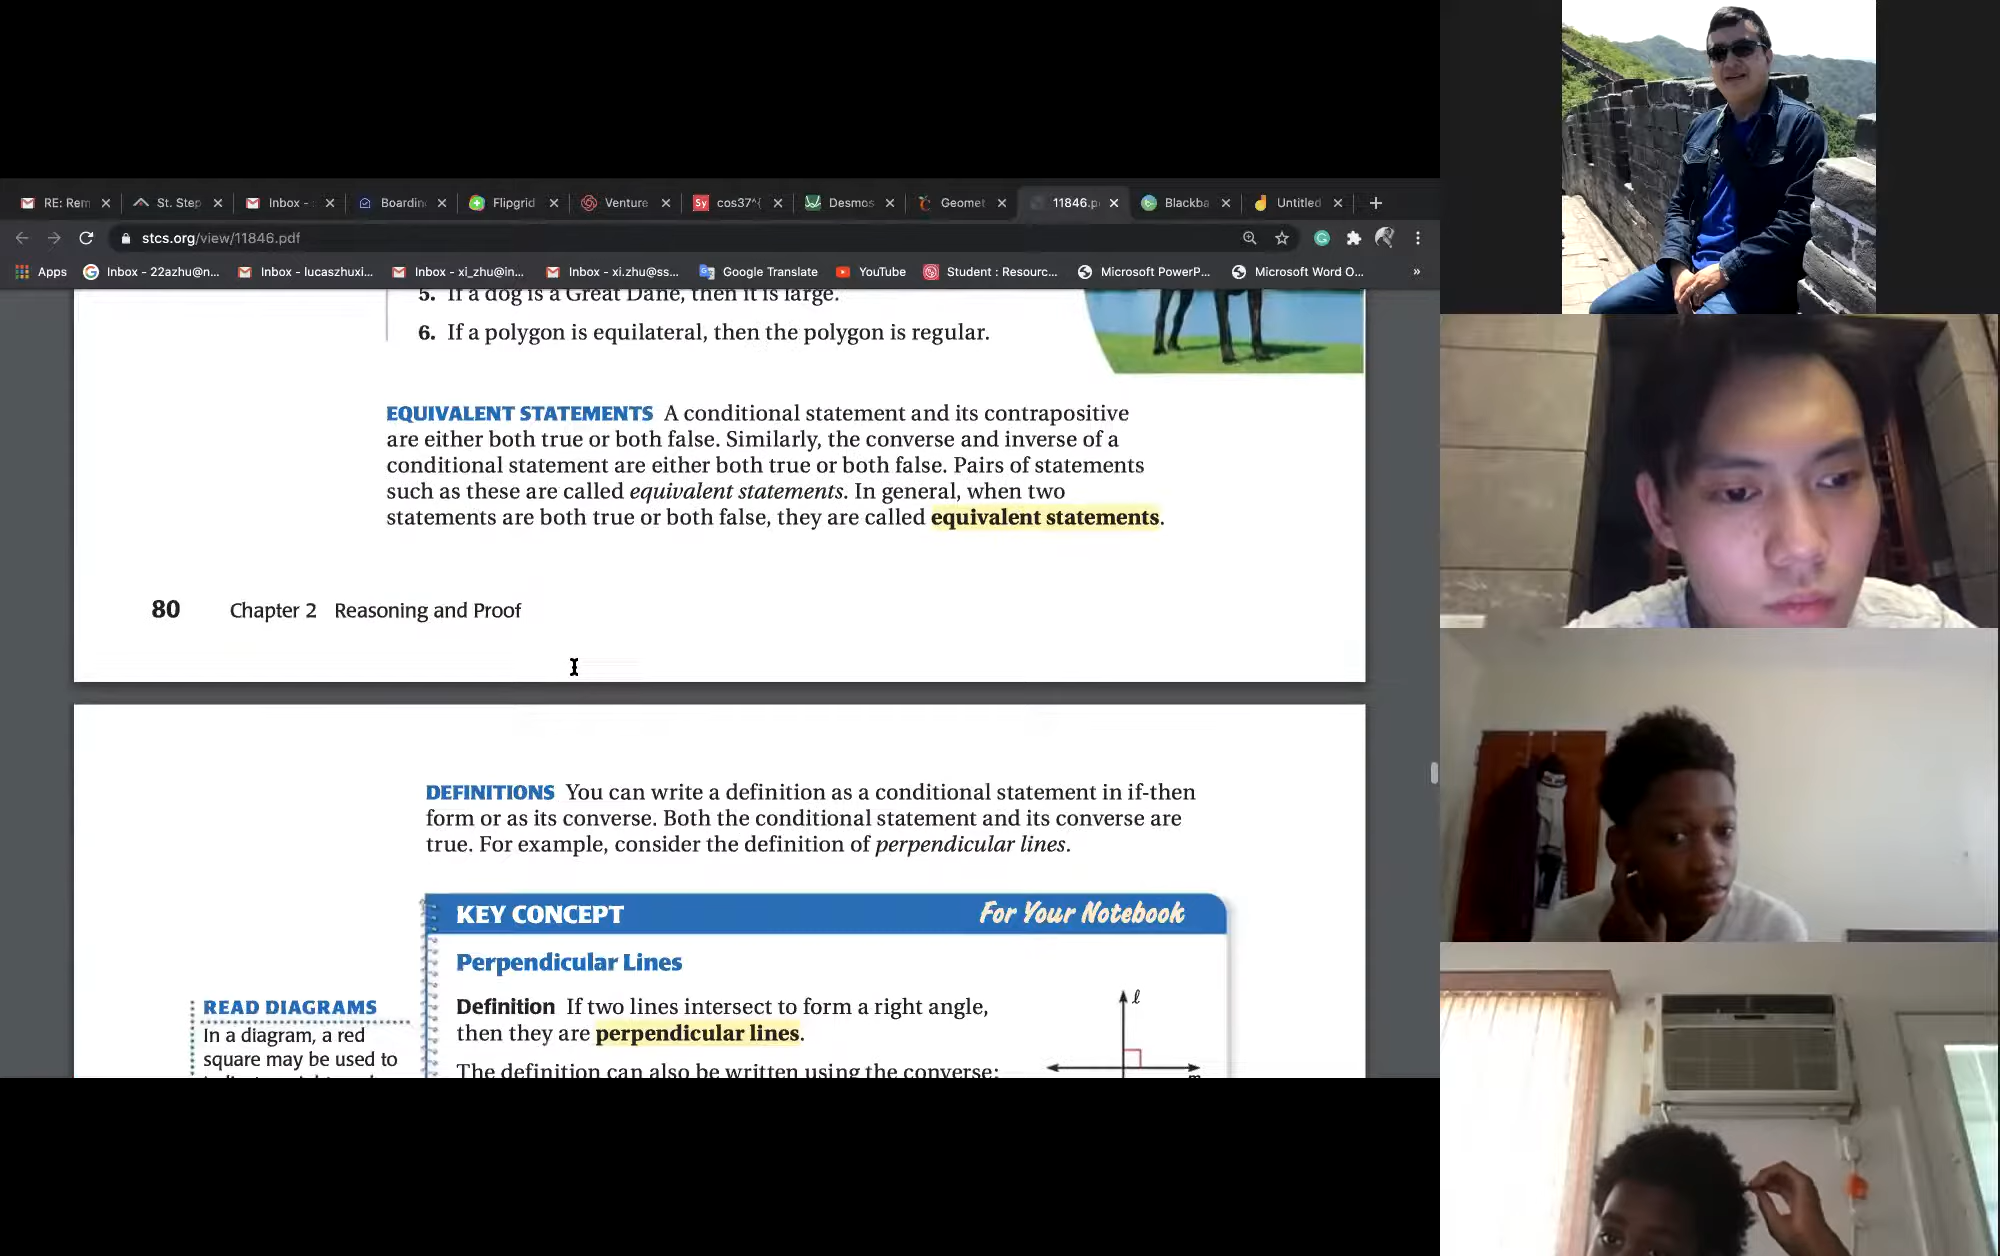 RE: Rem
St. Step
Inbox -
Boarding
Flipgrid
Venture
Sy
cos37^{
Desmos
Geomet
11846.p
Blackba
Untitled
stcs.org/view/11846.pdf
Apps
Inbox - 22azhu@n...
Inbox - lucaszhuxi...
Inbox - xi_zhu@in...
Inbox - xi.zhu@ss...
Google Translate
YouTube
Student : Resourc...
Microsoft PowerP...
Microsoft Word O...
»
5. If a dog is a Great Dane, then it is large.
6. If a polygon is equilateral, then the polygon is regular.
EQUIVALENT STATEMENTS A conditional statement and its contrapositive
are either both true or both false. Similarly, the converse and inverse of a
conditional statement are either both true or both false. Pairs of statements
such as these are called equivalent statements. In general, when two
statements are both true or both false, they are called equivalent statements.
80 Chapter 2 Reasoning and Proof
DEFINITIONS You can write a definition as a conditional statement in if-then
form or as its converse. Both the conditional statement and its converse are
true. For example, consider the definition of perpendicular lines.
KEY CONCEPT For Your Notebook
Perpendicular Lines
Definition If two lines intersect to form a right angle,
then they are perpendicular lines.
The definition can also be written using the converse:
ℓ
m
READ DIAGRAMS
In a diagram, a red
square may be used to